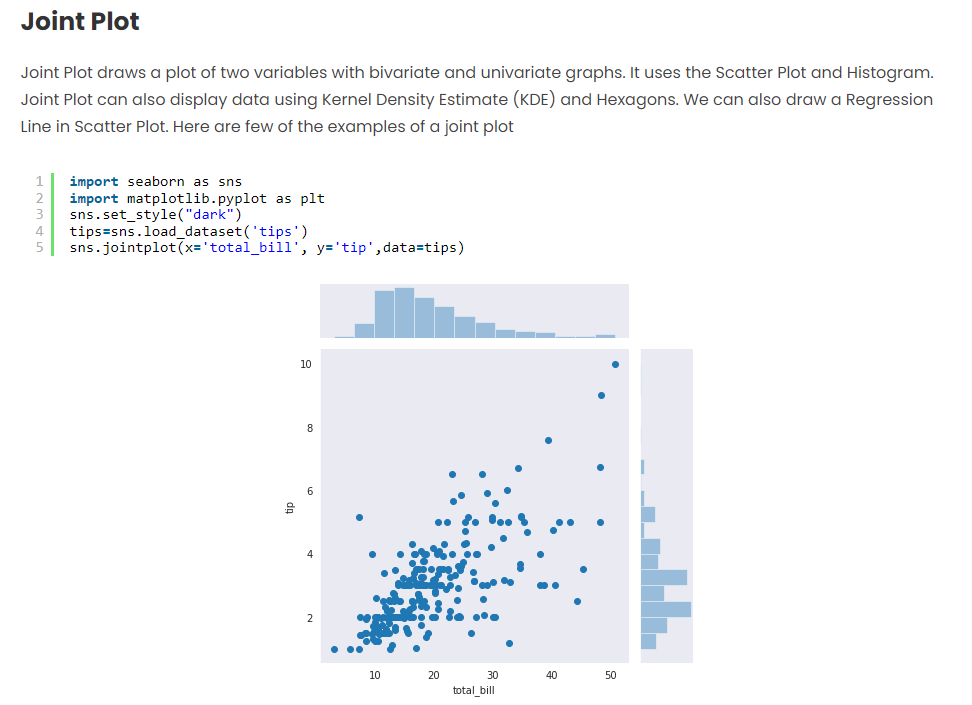 Joint Plot
Joint Plot draws a plot of two variables with bivariate and univariate graphs. It uses the Scatter Plot and Histogram.
Joint Plot can also display data using Kernel Density Estimate (KDE) and Hexagons. We can also draw a Regression
Line in Scatter Plot. Here are few of the examples of a joint plot
1 import seaborn as sns
2 import matplotlib.pyplot as plt
3 sns.set_style("dark")
4 tips=sns.load_dataset('tips')
5 sns.jointplot(x='total_bill', y='tip',data=tips)
10
8
6
4
2
tip
10 20 30 40 50
total_bill